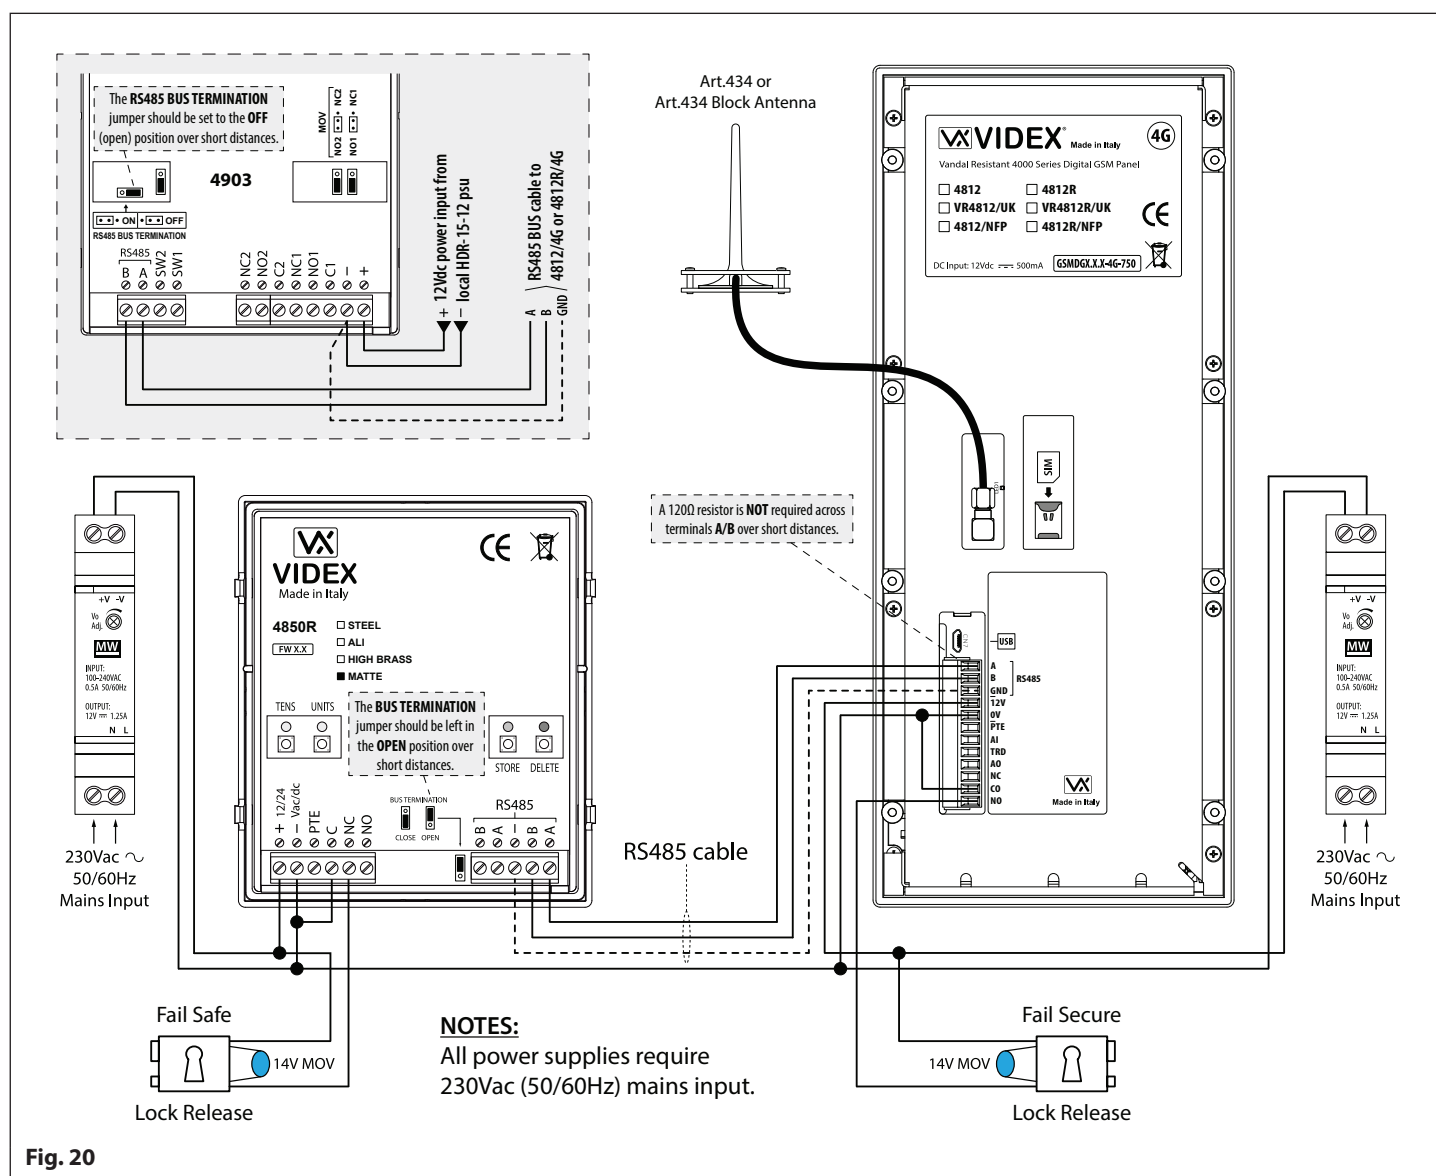 The RS485 BUS TERMINATION
jumper should be set to the OFF
(open) position over short distances.
MOV
NO2 NC2
NO1 NC1
4903
ON OFF
RS485 BUS TERMINATION
RS485
B A SW2 SW1
NC2 NO2 C2 NC1 NO1 C1 − +
+ 12Vdc power input from
− local HDR-15-12 psu
A
B
GND
RS485 BUS cable to
4812/4G or 4812R/4G
Art.434 or
Art.434 Block Antenna
VIDEX® Made in Italy
4G
Vandal Resistant 4000 Series Digital GSM Panel
4812 4812R
VR4812/UK VR4812R/UK
4812/NFP 4812R/NFP
CE
DC Input: 12Vdc 500mA GSMDGX.X.X-4G-750
SIM
A 120Ω resistor is NOT required across
terminals A/B over short distances.
USB
A
B
GND
RS485
12V
0V
PTE
AI
TRD
AO
NC
CO
NO
Made in Italy
+V -V
Vo
Adj.
MW
INPUT:
100-240VAC
0.5A 50/60Hz
OUTPUT:
12V 1.25A
N L
230Vac
50/60Hz
Mains Input
VIDEX
Made in Italy
CE
4850R
FW X.X
STEEL
ALI
HIGH BRASS
MATTE
TENS UNITS
The BUS TERMINATION
jumper should be left in
the OPEN position over
short distances.
STORE DELETE
BUS TERMINATION
CLOSE OPEN
+ 12/24
− Vac/dc
PTE
C
NC
NO
RS485
B A − B A
RS485 cable
+V -V
Vo
Adj.
MW
INPUT:
100-240VAC
0.5A 50/60Hz
OUTPUT:
12V 1.25A
N L
230Vac
50/60Hz
Mains Input
Fail Safe
14V MOV
Lock Release
NOTES:
All power supplies require
230Vac (50/60Hz) mains input.
Fail Secure
14V MOV
Lock Release
Fig. 20